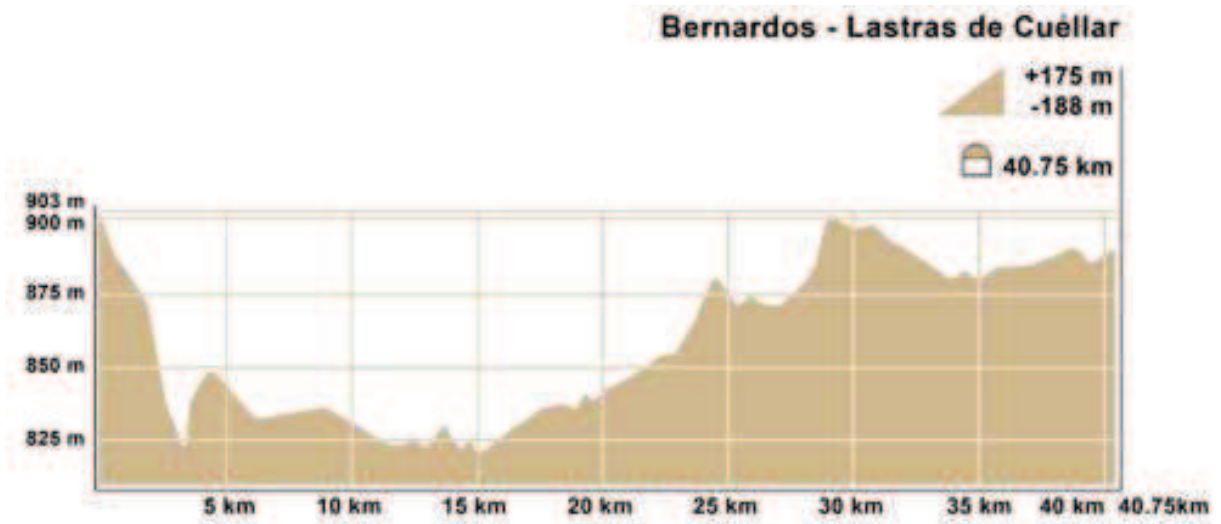 Bernardos - Lastras de Cuéllar
+175 m
-188 m
40.75 km
903 m
900 m
875 m
850 m
825 m
5 km 10 km 15 km 20 km 25 km 30 km 35 km 40 km 40.75km